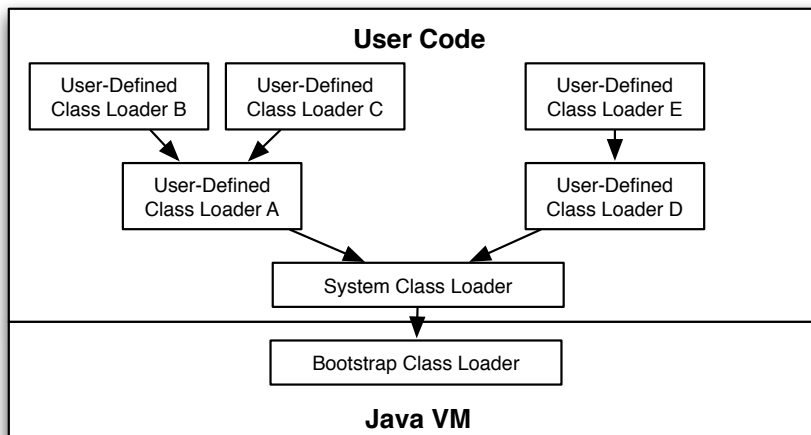 User Code
User-Defined
Class Loader B
User-Defined
Class Loader C
User-Defined
Class Loader E
User-Defined
Class Loader A
User-Defined
Class Loader D
System Class Loader
Bootstrap Class Loader
Java VM